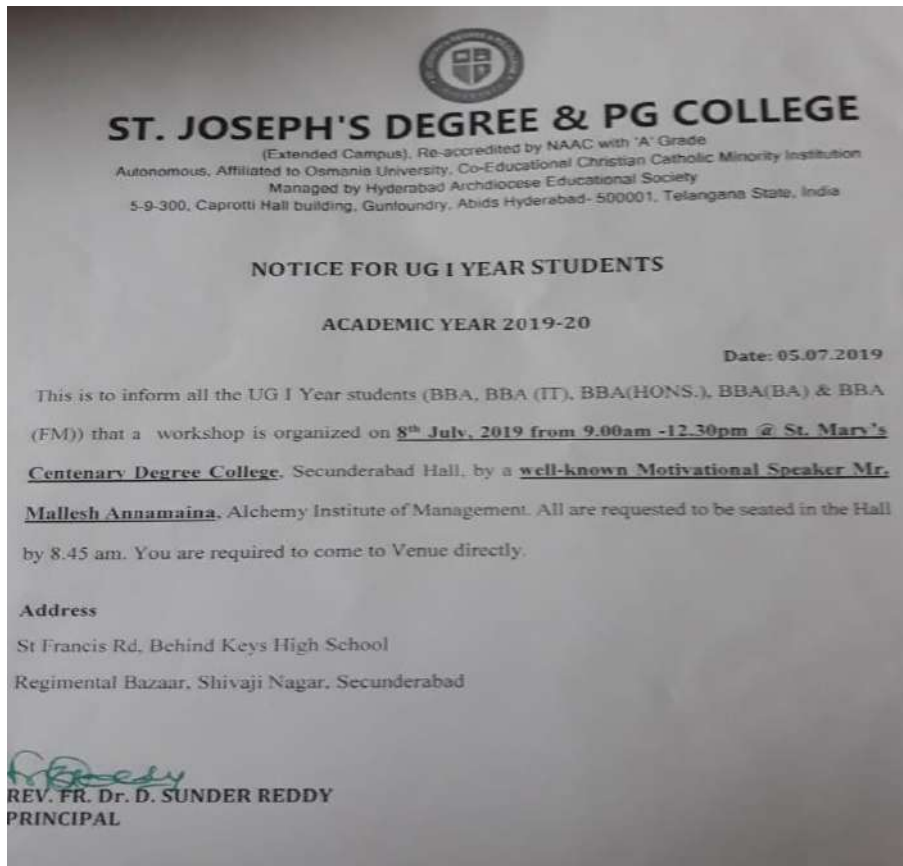 ST. JOSEPH'S DEGREE & PG COLLEGE
(Extended Campus), Re-accredited by NAAC with 'A' Grade
Autonomous, Affiliated to Osmania University, Co-Educational Christian Catholic Minority Institution
Managed by Hyderabad Archdiocese Educational Society
5-9-300, Caprotti Hall building, Gunfoundry, Abids Hyderabad- 500001, Telangana State, India
NOTICE FOR UG I YEAR STUDENTS
ACADEMIC YEAR 2019-20
Date: 05.07.2019
This is to inform all the UG I Year students (BBA, BBA (IT), BBA(HONS.), BBA(BA) & BBA
(FM)) that a workshop is organized on 8th July, 2019 from 9.00am -12.30pm @ St. Mary's
Centenary Degree College, Secunderabad Hall, by a well-known Motivational Speaker Mr.
Mallesh Annamaina, Alchemy Institute of Management. All are requested to be seated in the Hall
by 8.45 am. You are required to come to Venue directly.
Address
St Francis Rd, Behind Keys High School
Regimental Bazaar, Shivaji Nagar, Secunderabad
REV. FR. Dr. D. SUNDER REDDY
PRINCIPAL